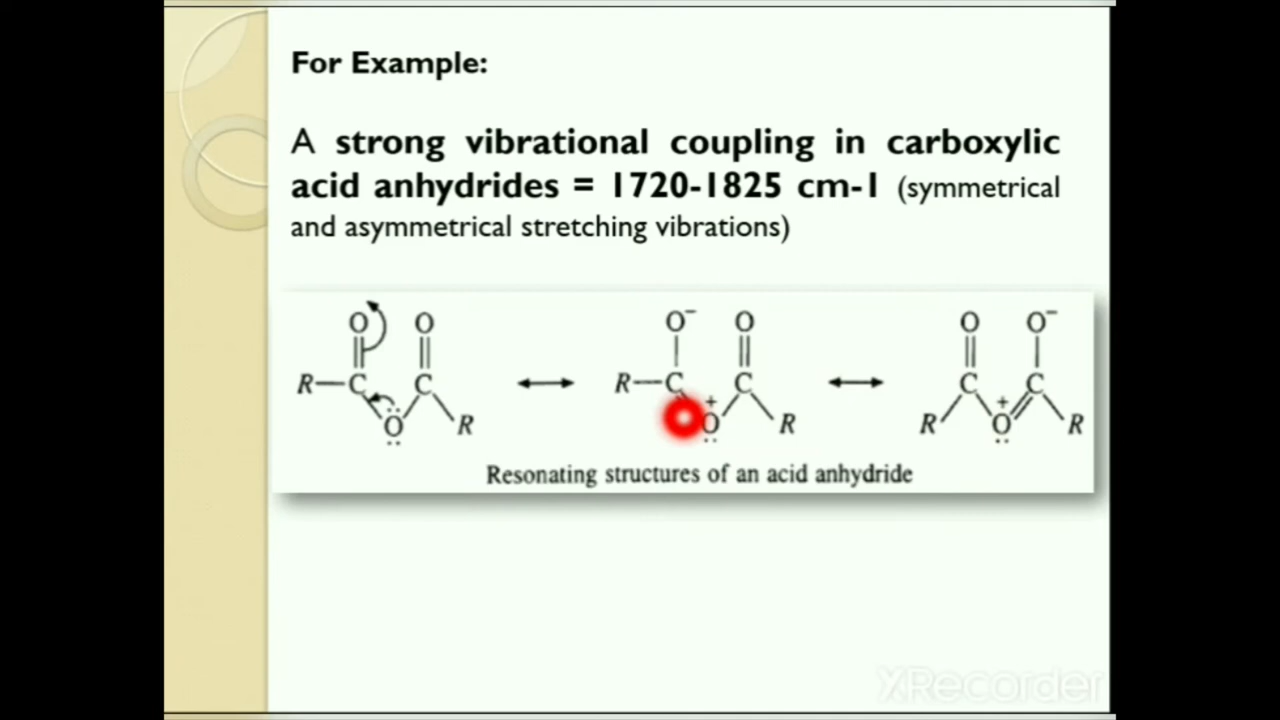 For Example:
A strong vibrational coupling in carboxylic
acid anhydrides = 1720-1825 cm-1 (symmetrical
and asymmetrical stretching vibrations)
O O O⁻ O O O⁻
R—C C R—C C C C
Ö R + O R R + O R
Resonating structures of an acid anhydride
XRecorder